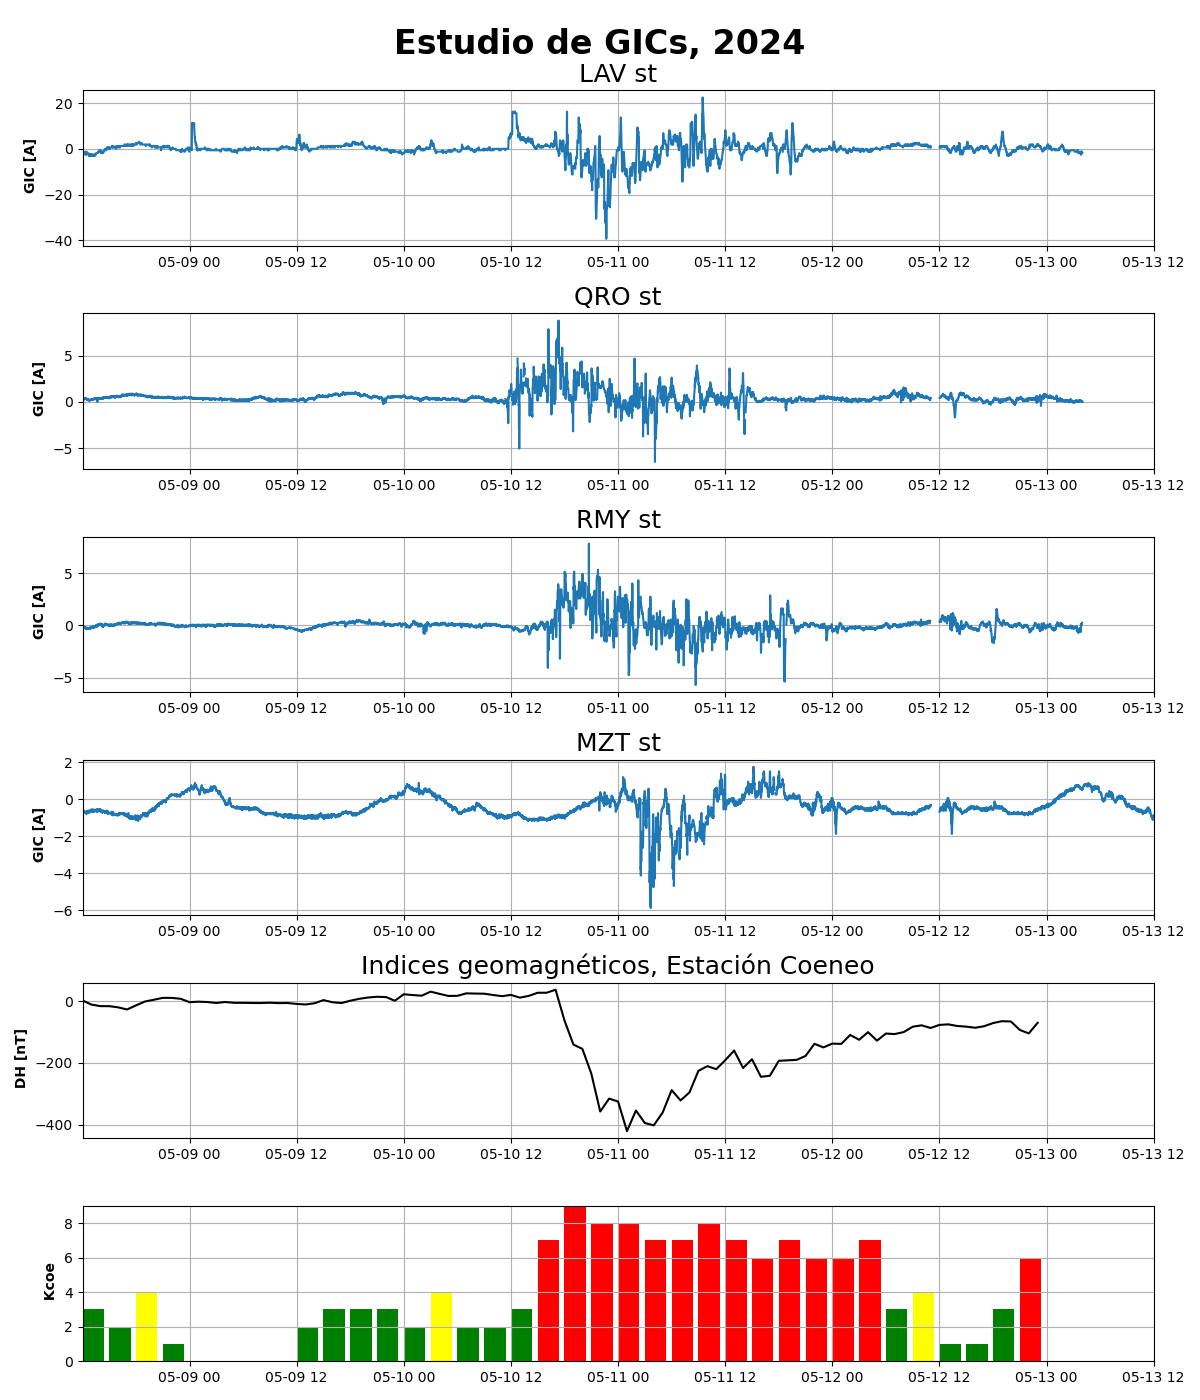 Estudio de GICs, 2024
LAV st
GIC [A]
20
0
−20
−40
05-09 00 05-09 12 05-10 00 05-10 12 05-11 00 05-11 12 05-12 00 05-12 12 05-13 00 05-13 12
QRO st
GIC [A]
5
0
−5
05-09 00 05-09 12 05-10 00 05-10 12 05-11 00 05-11 12 05-12 00 05-12 12 05-13 00 05-13 12
RMY st
GIC [A]
5
0
−5
05-09 00 05-09 12 05-10 00 05-10 12 05-11 00 05-11 12 05-12 00 05-12 12 05-13 00 05-13 12
MZT st
GIC [A]
2
0
−2
−4
−6
05-09 00 05-09 12 05-10 00 05-10 12 05-11 00 05-11 12 05-12 00 05-12 12 05-13 00 05-13 12
Indices geomagnéticos, Estación Coeneo
DH [nT]
0
−200
−400
05-09 00 05-09 12 05-10 00 05-10 12 05-11 00 05-11 12 05-12 00 05-12 12 05-13 00 05-13 12
Kcoe
8
6
4
2
0
05-09 00 05-09 12 05-10 00 05-10 12 05-11 00 05-11 12 05-12 00 05-12 12 05-13 00 05-13 12